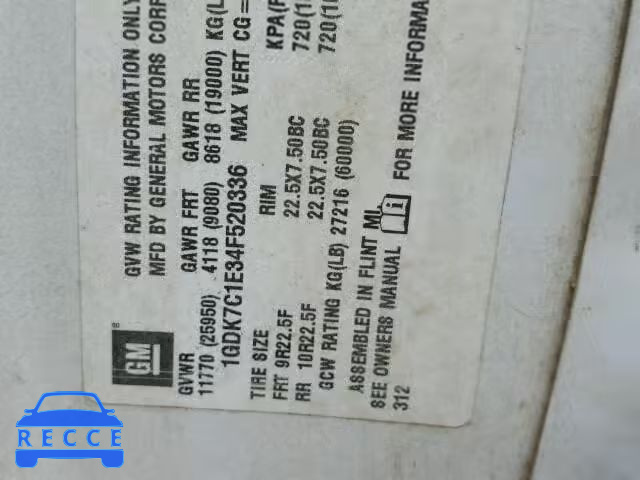 GVW RATING INFORMATION ONLY
MFD BY GENERAL MOTORS CORP
GM
GVWR GAWR FRT GAWR RR
11770 (25950) 4118 (9080) 8618 (19000) KG(L
1GDK7C1E34F520336 MAX VERT CG=
TIRE SIZE RIM KPA(P
FRT 9R22.5F 22.5X7.50BC 720(1
RR 10R22.5F 22.5X7.50BC 720(1
GCW RATING KG(LB) 27216 (60000)
ASSEMBLED IN FLINT MI.
SEE OWNERS MANUAL FOR MORE INFORMA
312
RECCE